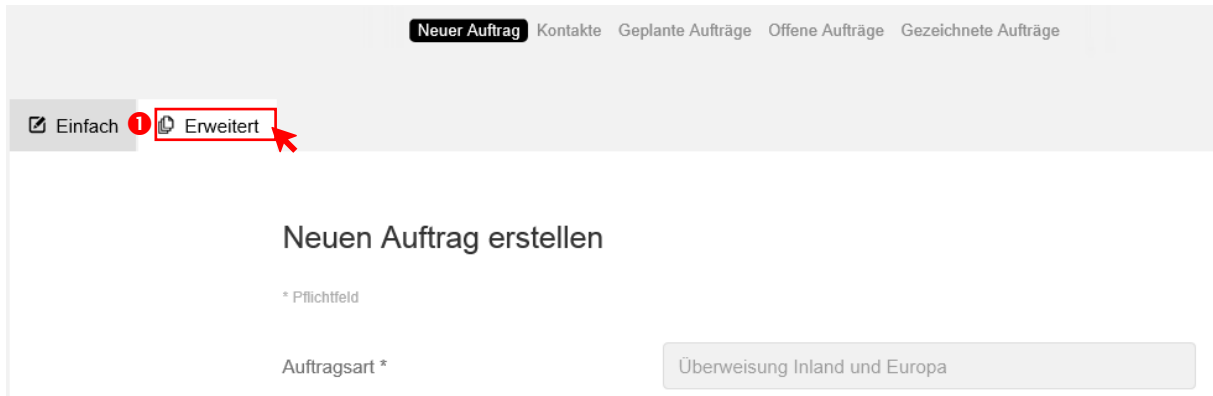 Neuer Auftrag Kontakte Geplante Aufträge Offene Aufträge Gezeichnete Aufträge
Einfach 1 Erweitert
Neuen Auftrag erstellen
* Pflichtfeld
Auftragsart * Überweisung Inland und Europa